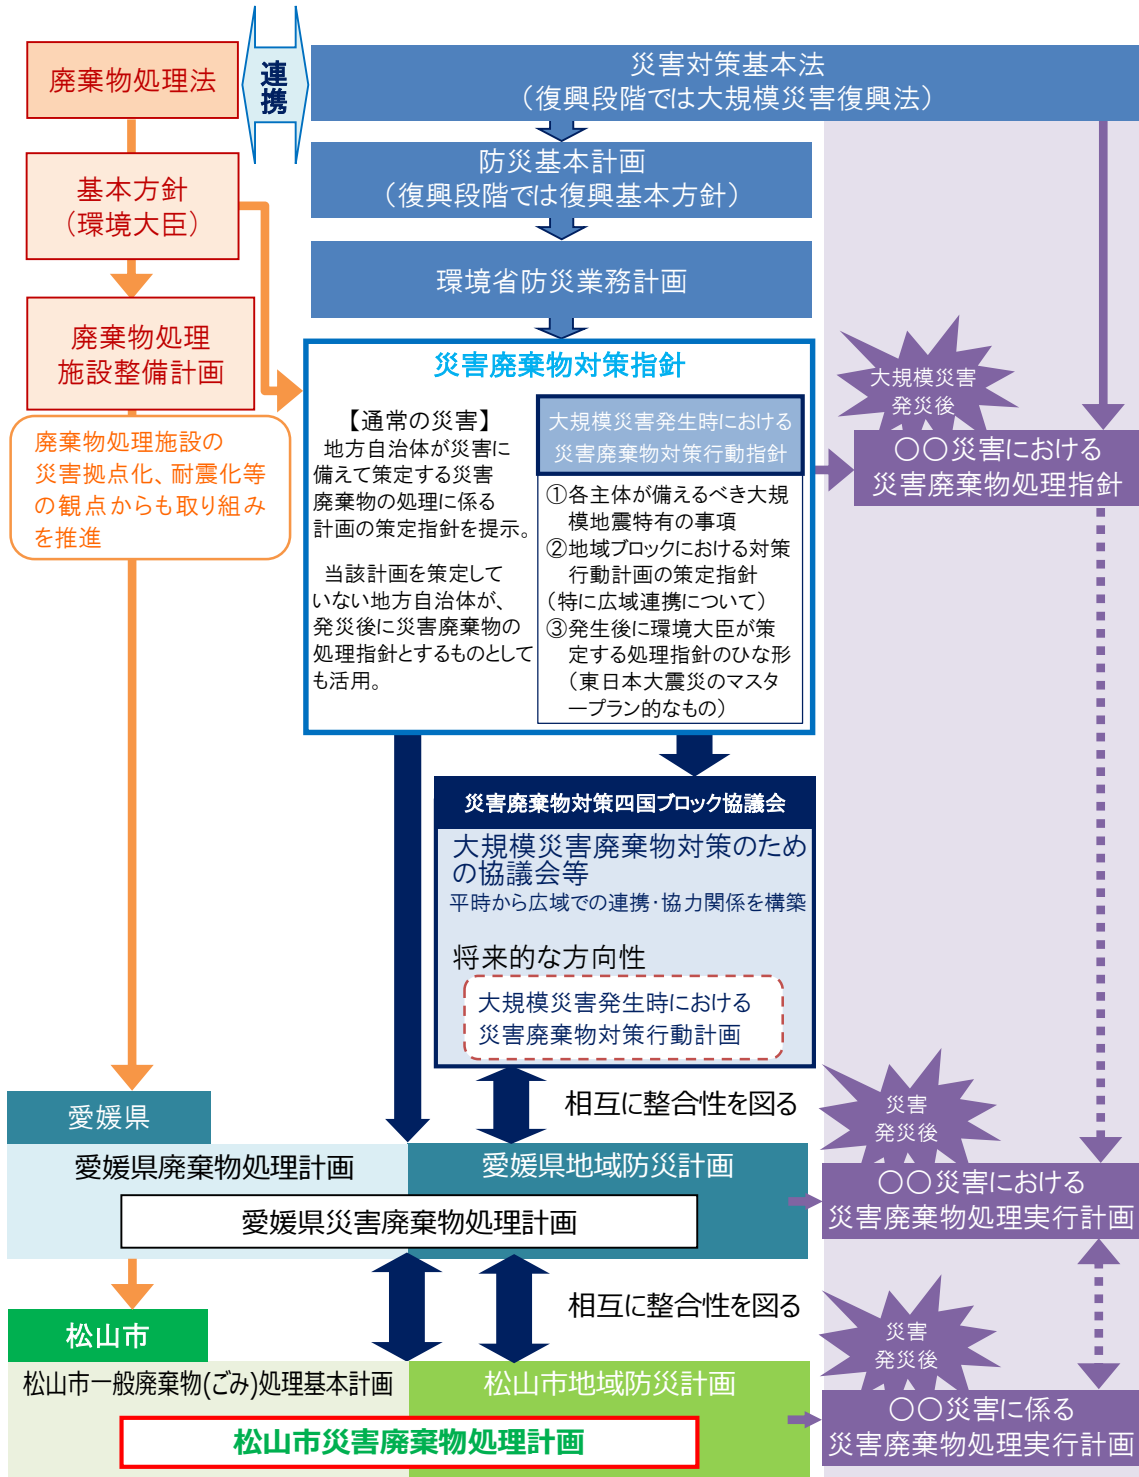 廃棄物処理法
連
携
災害対策基本法
（復興段階では大規模災害復興法）
基本方針
（環境大臣）
防災基本計画
（復興段階では復興基本方針）
環境省防災業務計画
廃棄物処理
施設整備計画
廃棄物処理施設の
災害拠点化、耐震化等
の観点からも取り組み
を推進
災害廃棄物対策指針
【通常の災害】
地方自治体が災害に
備えて策定する災害
廃棄物の処理に係る
計画の策定指針を提示。
当該計画を策定して
いない地方自治体が、
発災後に災害廃棄物の
処理指針とするものとして
も活用。
大規模災害発生時における
災害廃棄物対策行動指針
①各主体が備えるべき大規
模地震特有の事項
②地域ブロックにおける対策
行動計画の策定指針
（特に広域連携について）
③発生後に環境大臣が策
定する処理指針のひな形
（東日本大震災のマスタ
ープラン的なもの）
大規模災害
発災後
〇〇災害における
災害廃棄物処理指針
災害廃棄物対策四国ブロック協議会
大規模災害廃棄物対策のため
の協議会等
平時から広域での連携・協力関係を構築
将来的な方向性
大規模災害発生時における
災害廃棄物対策行動計画
相互に整合性を図る
愛媛県
愛媛県廃棄物処理計画
愛媛県地域防災計画
愛媛県災害廃棄物処理計画
災害
発災後
〇〇災害における
災害廃棄物処理実行計画
相互に整合性を図る
松山市
松山市一般廃棄物(ごみ)処理基本計画
松山市地域防災計画
松山市災害廃棄物処理計画
災害
発災後
〇〇災害に係る
災害廃棄物処理実行計画